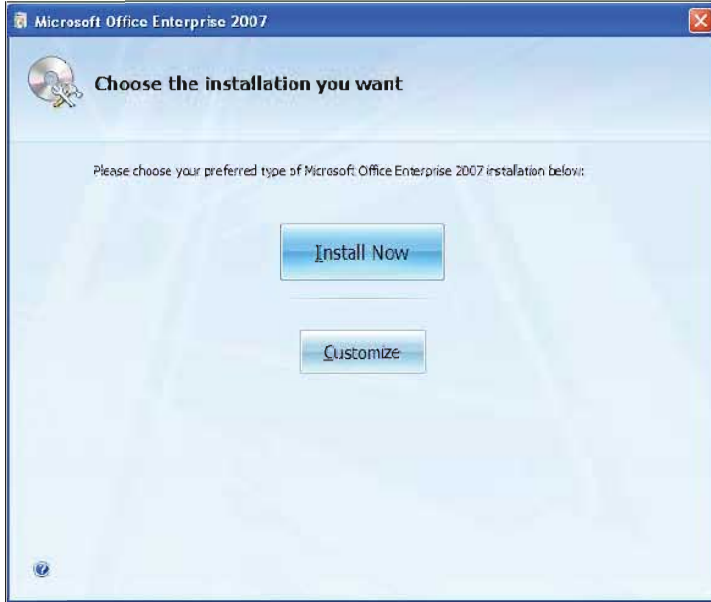 Microsoft Office Enterprise 2007
Choose the installation you want
Please choose your preferred type of Microsoft Office Enterprise 2007 installation below:
Install Now
Customize